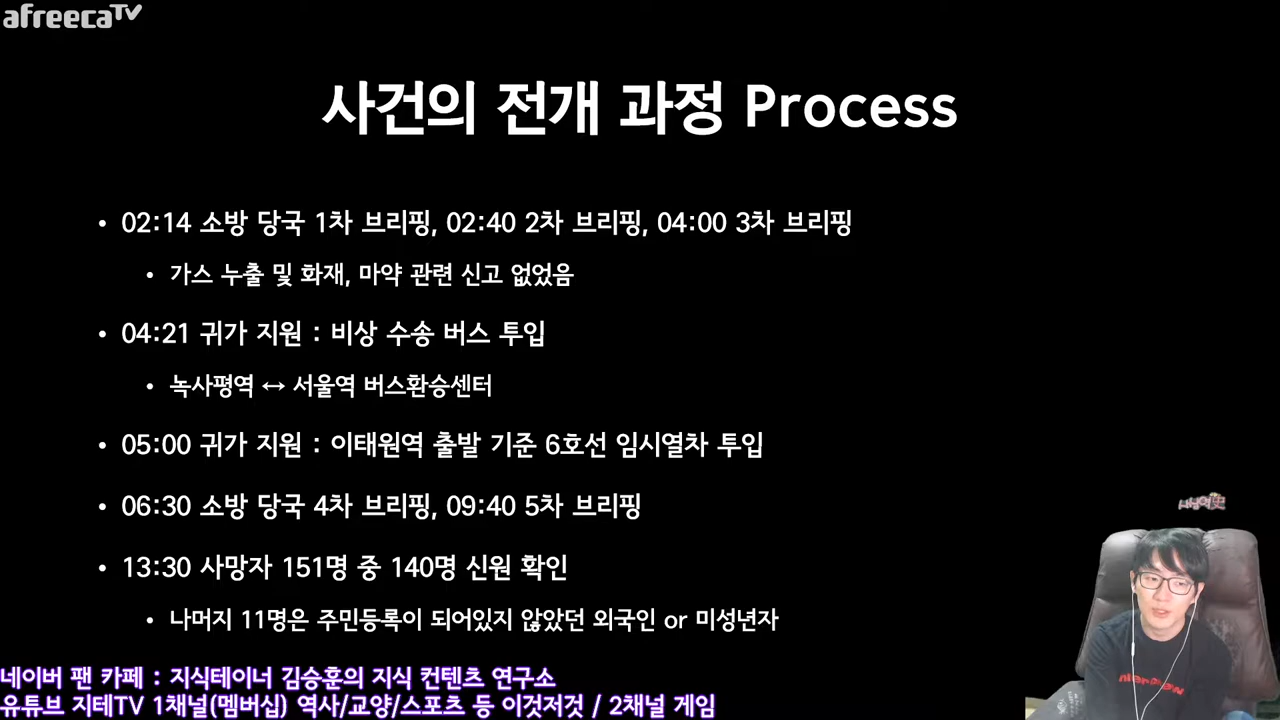 afreecaTV
사건의 전개 과정 Process
• 02:14 소방 당국 1차 브리핑, 02:40 2차 브리핑, 04:00 3차 브리핑
• 가스 누출 및 화재, 마약 관련 신고 없었음
• 04:21 귀가 지원 : 비상 수송 버스 투입
• 녹사평역 ↔ 서울역 버스환승센터
• 05:00 귀가 지원 : 이태원역 출발 기준 6호선 임시열차 투입
• 06:30 소방 당국 4차 브리핑, 09:40 5차 브리핑
• 13:30 사망자 151명 중 140명 신원 확인
• 나머지 11명은 주민등록이 되어있지 않았던 외국인 or 미성년자
네이버 팬 카페 : 지식테이너 김승훈의 지식 컨텐츠 연구소
유튜브 지테TV 1채널(멤버십) 역사/교양/스포츠 등 이것저것 / 2채널 게임